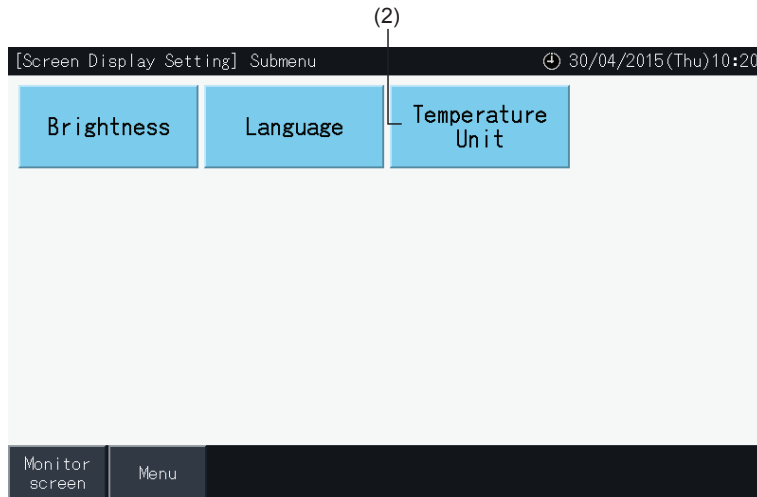 (2)
[Screen Display Setting] Submenu 30/04/2015(Thu)10:20
Brightness
Language
Temperature
Unit
Monitor
screen
Menu